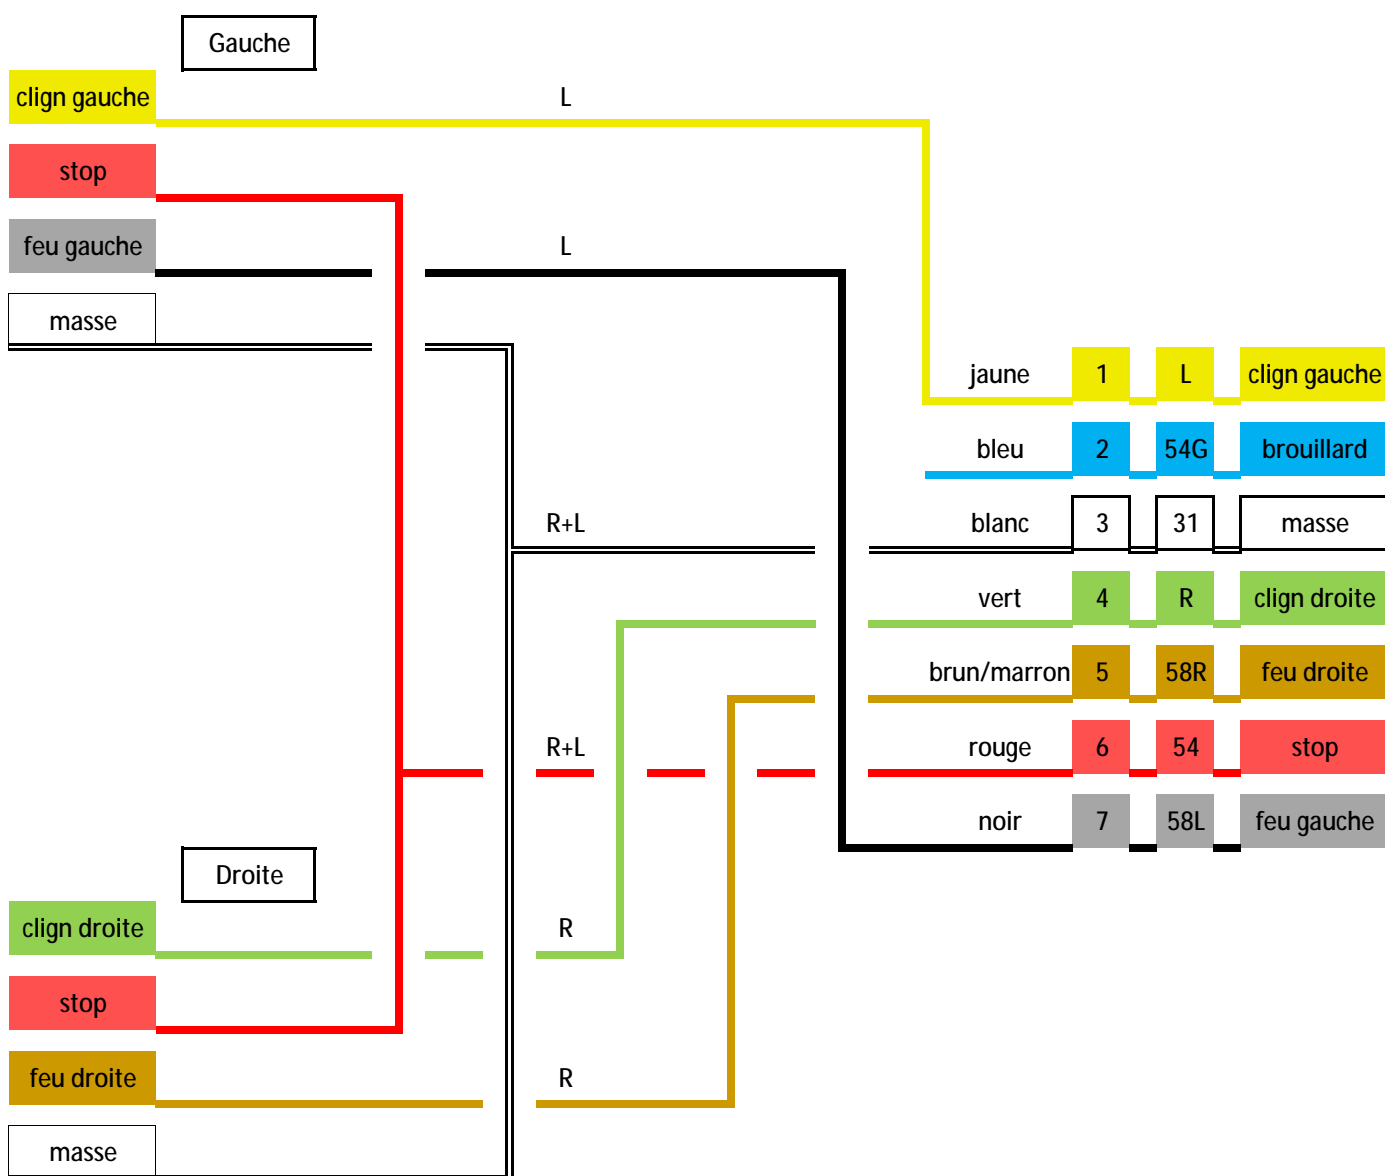 Gauche
clign gauche L
stop
feu gauche L
masse
jaune 1 L clign gauche
bleu 2 54G brouillard
R+L blanc 3 31 masse
vert 4 R clign droite
brun/marron 5 58R feu droite
R+L rouge 6 54 stop
noir 7 58L feu gauche
Droite
clign droite R
stop
feu droite R
masse